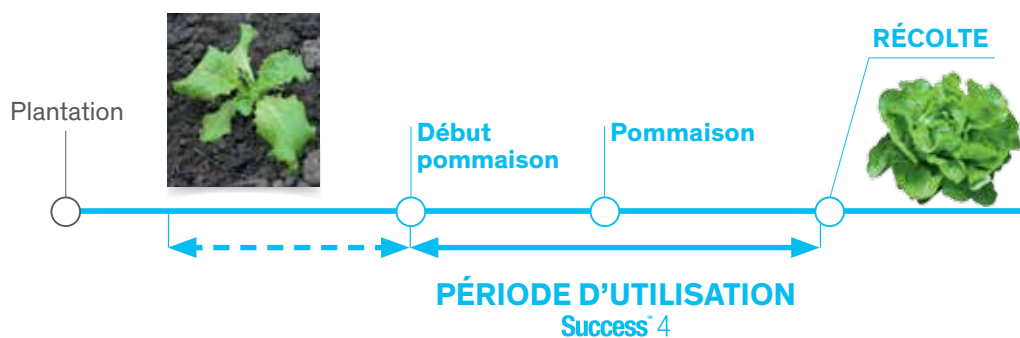 RÉCOLTE
Plantation
Début
pommaison
Pommaison
PÉRIODE D'UTILISATION
Success™ 4